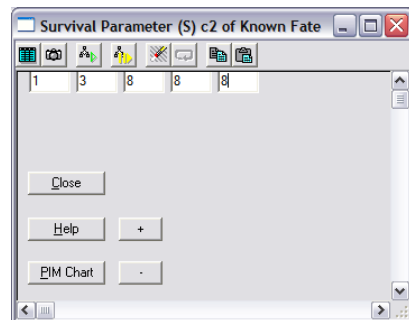 Survival Parameter (S) c2 of Known Fate
1 3 8 8 8
Close
Help +
PIM Chart -